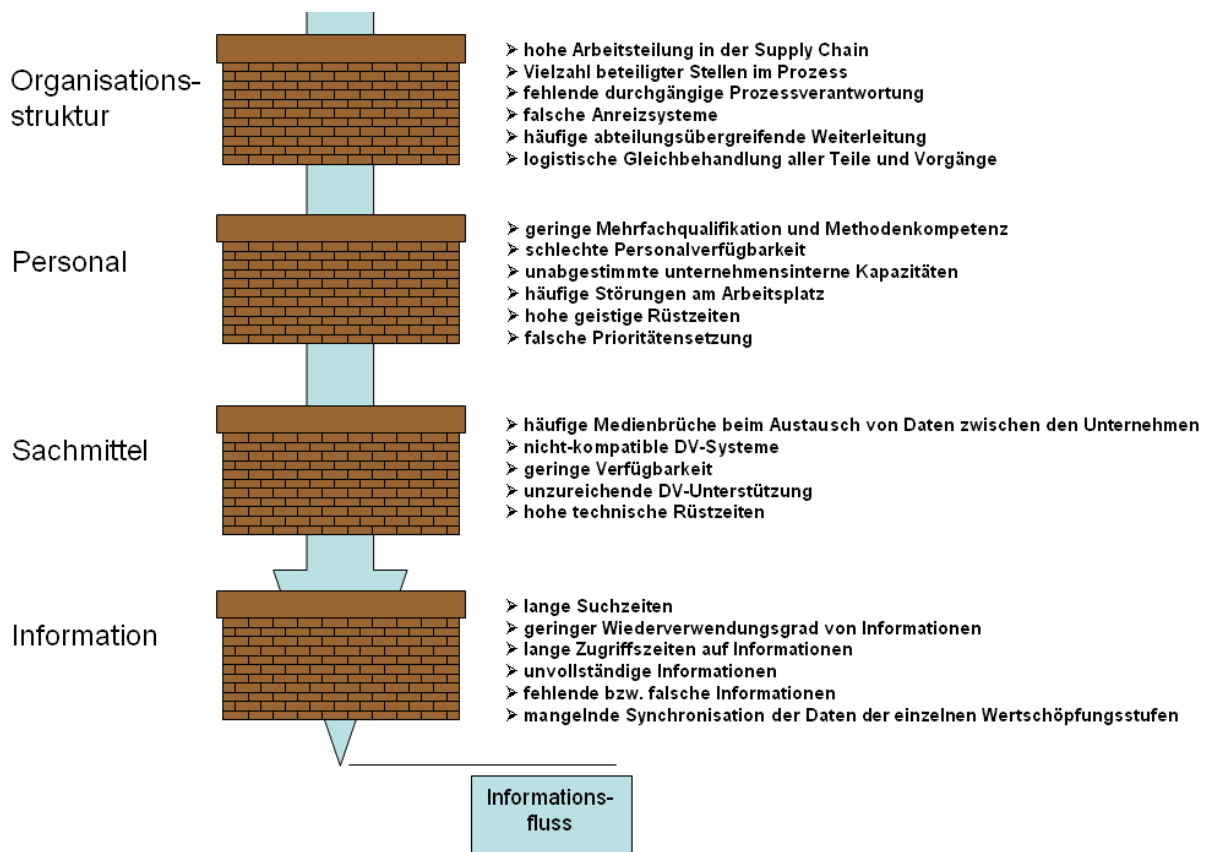 Organisations-
struktur
➢ hohe Arbeitsteilung in der Supply Chain
➢ Vielzahl beteiligter Stellen im Prozess
➢ fehlende durchgängige Prozessverantwortung
➢ falsche Anreizsysteme
➢ häufige abteilungsübergreifende Weiterleitung
➢ logistische Gleichbehandlung aller Teile und Vorgänge
Personal
➢ geringe Mehrfachqualifikation und Methodenkompetenz
➢ schlechte Personalverfügbarkeit
➢ unabgestimmte unternehmensinterne Kapazitäten
➢ häufige Störungen am Arbeitsplatz
➢ hohe geistige Rüstzeiten
➢ falsche Prioritätensetzung
Sachmittel
➢ häufige Medienbrüche beim Austausch von Daten zwischen den Unternehmen
➢ nicht-kompatible DV-Systeme
➢ geringe Verfügbarkeit
➢ unzureichende DV-Unterstützung
➢ hohe technische Rüstzeiten
Information
➢ lange Suchzeiten
➢ geringer Wiederverwendungsgrad von Informationen
➢ lange Zugriffszeiten auf Informationen
➢ unvollständige Informationen
➢ fehlende bzw. falsche Informationen
➢ mangelnde Synchronisation der Daten der einzelnen Wertschöpfungsstufen
Informations-
fluss